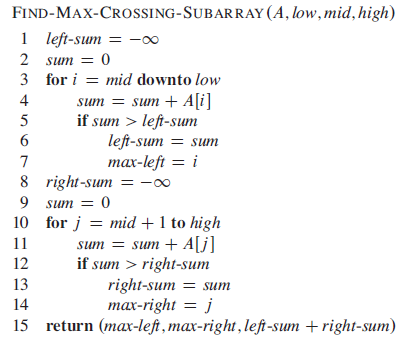 FIND-MAX-CROSSING-SUBARRAY(A, low, mid, high)
1 left-sum = −∞
2 sum = 0
3 for i = mid downto low
4 sum = sum + A[i]
5 if sum > left-sum
6 left-sum = sum
7 max-left = i
8 right-sum = −∞
9 sum = 0
10 for j = mid + 1 to high
11 sum = sum + A[j]
12 if sum > right-sum
13 right-sum = sum
14 max-right = j
15 return (max-left, max-right, left-sum + right-sum)